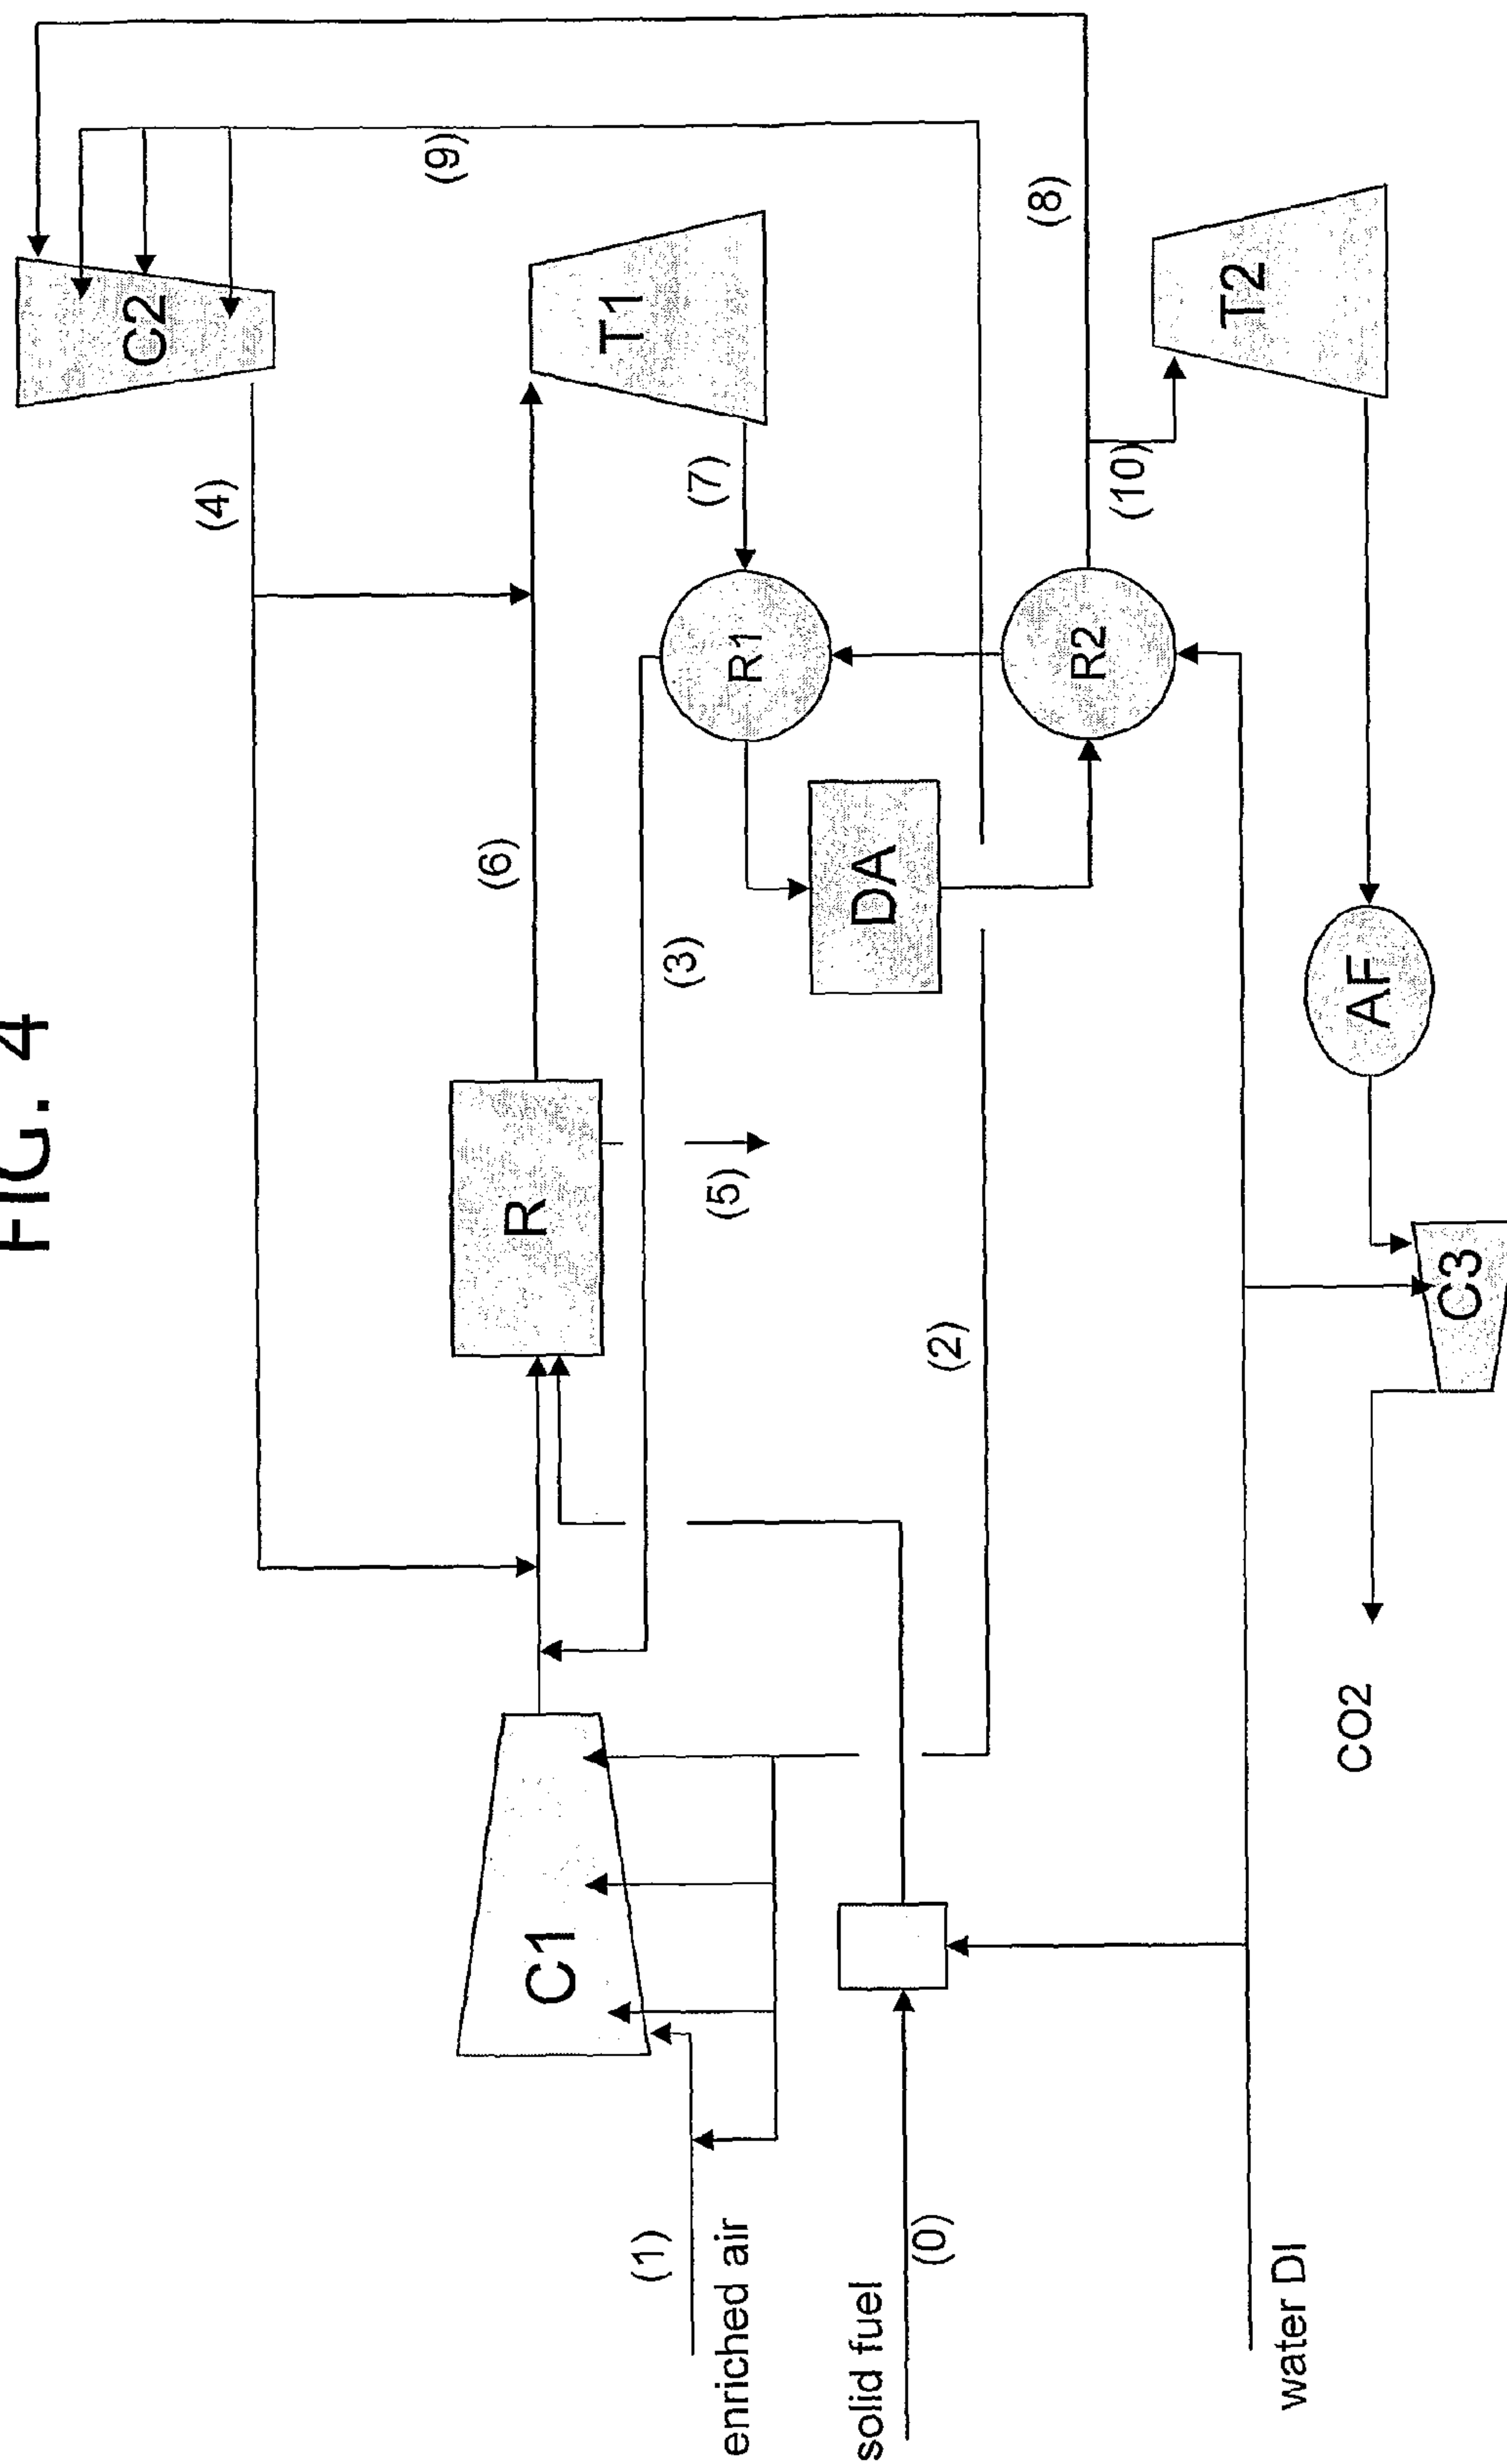 FIG. 4
C2
(4)
(9)
T1
(6)
(7)
R1
(3)
R
(5)
DA
(8)
R2
(10)
T2
AF
(2)
C3
C1
CO2
(1)
enriched air
solid fuel
(0)
water DI